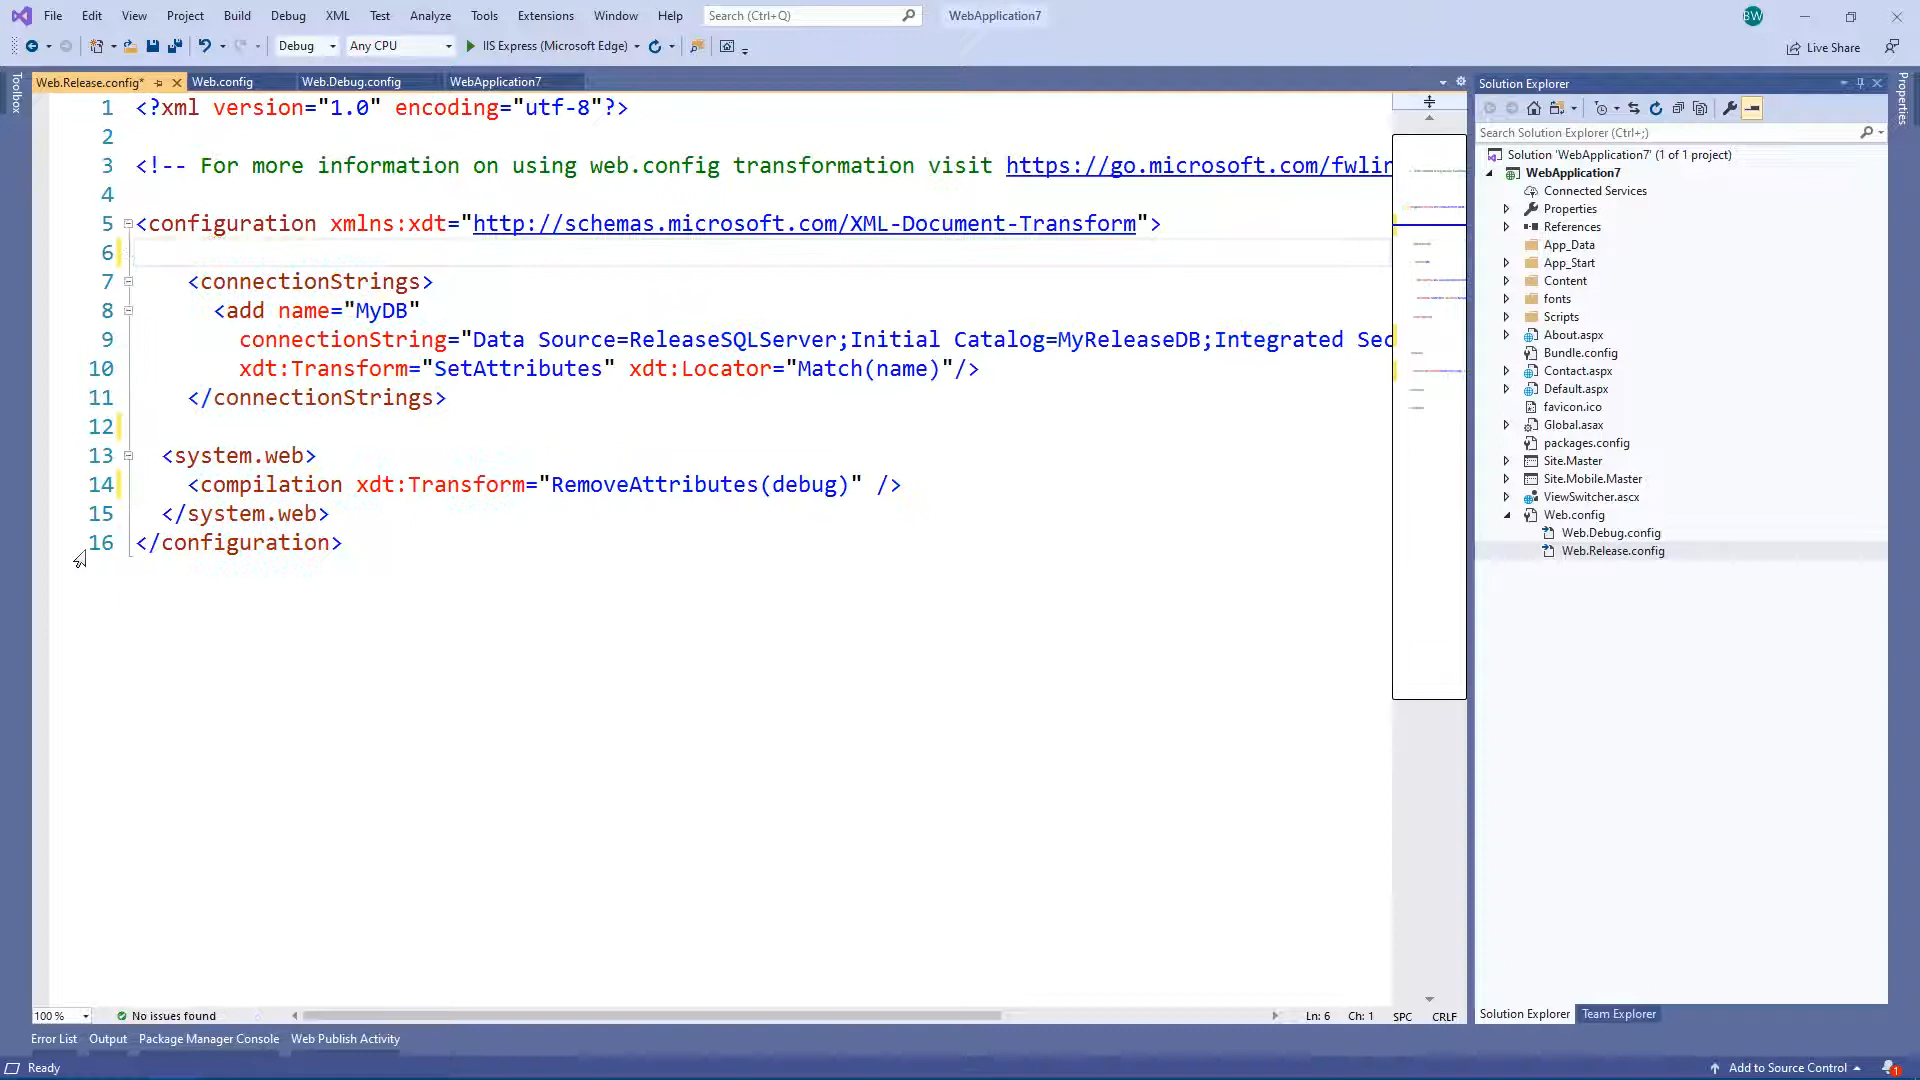 File Edit View Project Build Debug XML Test Analyze Tools Extensions Window Help Search (Ctrl+Q) WebApplication7 BW
Debug Any CPU IIS Express (Microsoft Edge) Live Share
Toolbox
Web.Release.config* Web.config Web.Debug.config WebApplication7
1 <?xml version="1.0" encoding="utf-8"?>
2
3 <!-- For more information on using web.config transformation visit https://go.microsoft.com/fwlin
4
5 <configuration xmlns:xdt="http://schemas.microsoft.com/XML-Document-Transform">
6
7 <connectionStrings>
8 <add name="MyDB"
9 connectionString="Data Source=ReleaseSQLServer;Initial Catalog=MyReleaseDB;Integrated Sec
10 xdt:Transform="SetAttributes" xdt:Locator="Match(name)"/>
11 </connectionStrings>
12
13 <system.web>
14 <compilation xdt:Transform="RemoveAttributes(debug)" />
15 </system.web>
16 </configuration>
100 % No issues found Ln: 6 Ch: 1 SPC CRLF
Solution Explorer
Search Solution Explorer (Ctrl+;)
Solution 'WebApplication7' (1 of 1 project)
WebApplication7
Connected Services
Properties
References
App_Data
App_Start
Content
fonts
Scripts
About.aspx
Bundle.config
Contact.aspx
Default.aspx
favicon.ico
Global.asax
packages.config
Site.Master
Site.Mobile.Master
ViewSwitcher.ascx
Web.config
Web.Debug.config
Web.Release.config
Solution Explorer Team Explorer
Properties
Error List Output Package Manager Console Web Publish Activity
Ready Add to Source Control 1